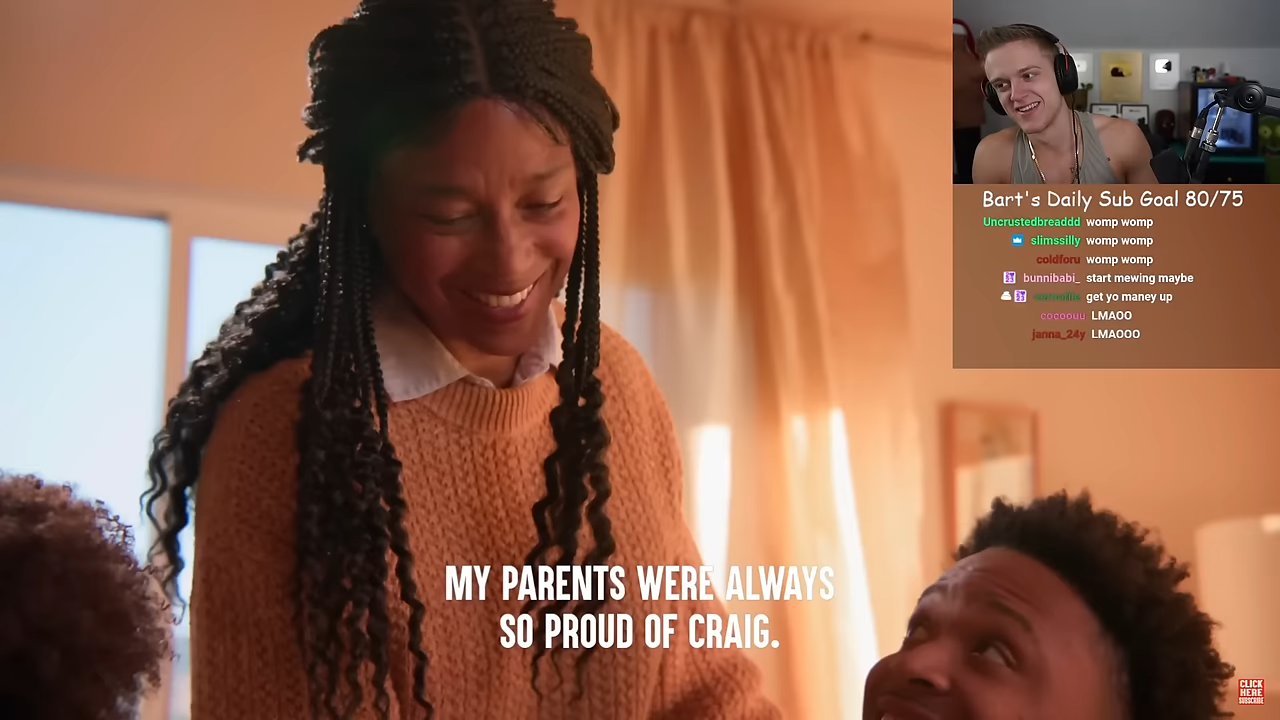 Bart's Daily Sub Goal 80/75
Uncrustedbreaddd womp womp
slimssilly womp womp
coldforu womp womp
bunnibabi_ start mewing maybe
get yo maney up
cocoouu LMAOO
janna_24y LMAOOO
MY PARENTS WERE ALWAYS
SO PROUD OF CRAIG.
CLICK
HERE
SUBSCRIBE